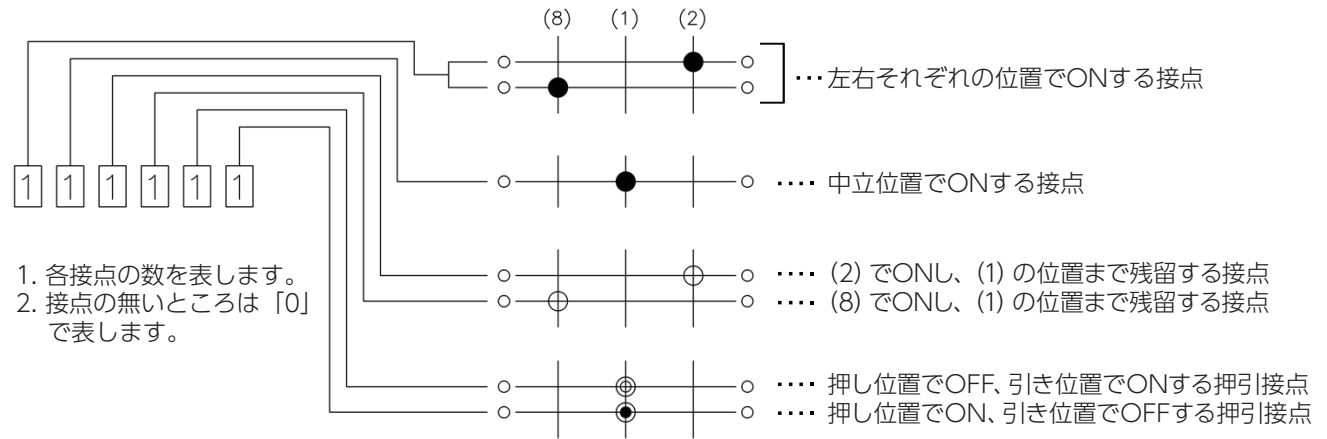 (8) (1) (2)
････左右それぞれの位置でONする接点
1 1 1 1 1 1
････ 中立位置でONする接点
1. 各接点の数を表します。
2. 接点の無いところは「0」
で表します。
････ (2) でONし、(1) の位置まで残留する接点
････ (8) でONし、(1) の位置まで残留する接点
････ 押し位置でOFF、引き位置でONする押引接点
････ 押し位置でON、引き位置でOFFする押引接点